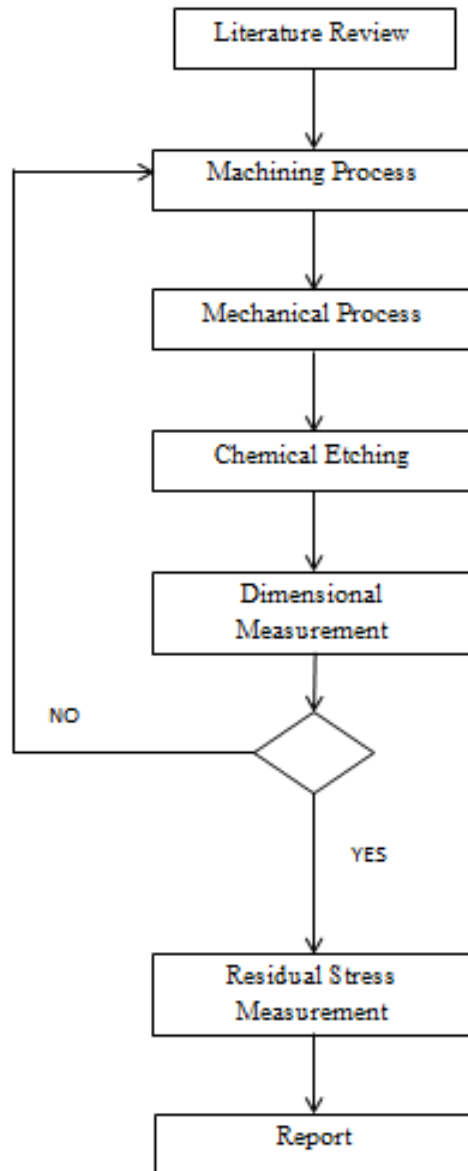 Literature Review
Machining Process
Mechanical Process
Chemical Etching
Dimensional
Measurement
NO
YES
Residual Stress
Measurement
Report